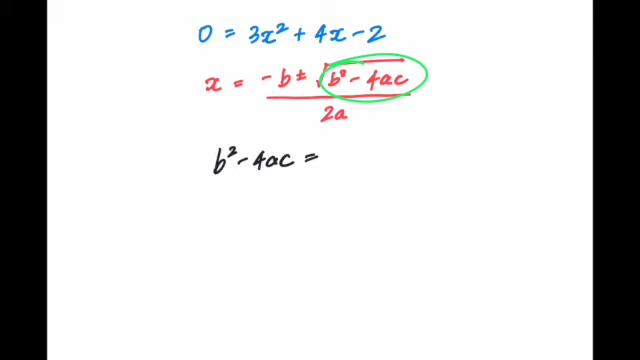 0 = 3x² + 4x - 2
x = -b ± √b² - 4ac / 2a
b² - 4ac =